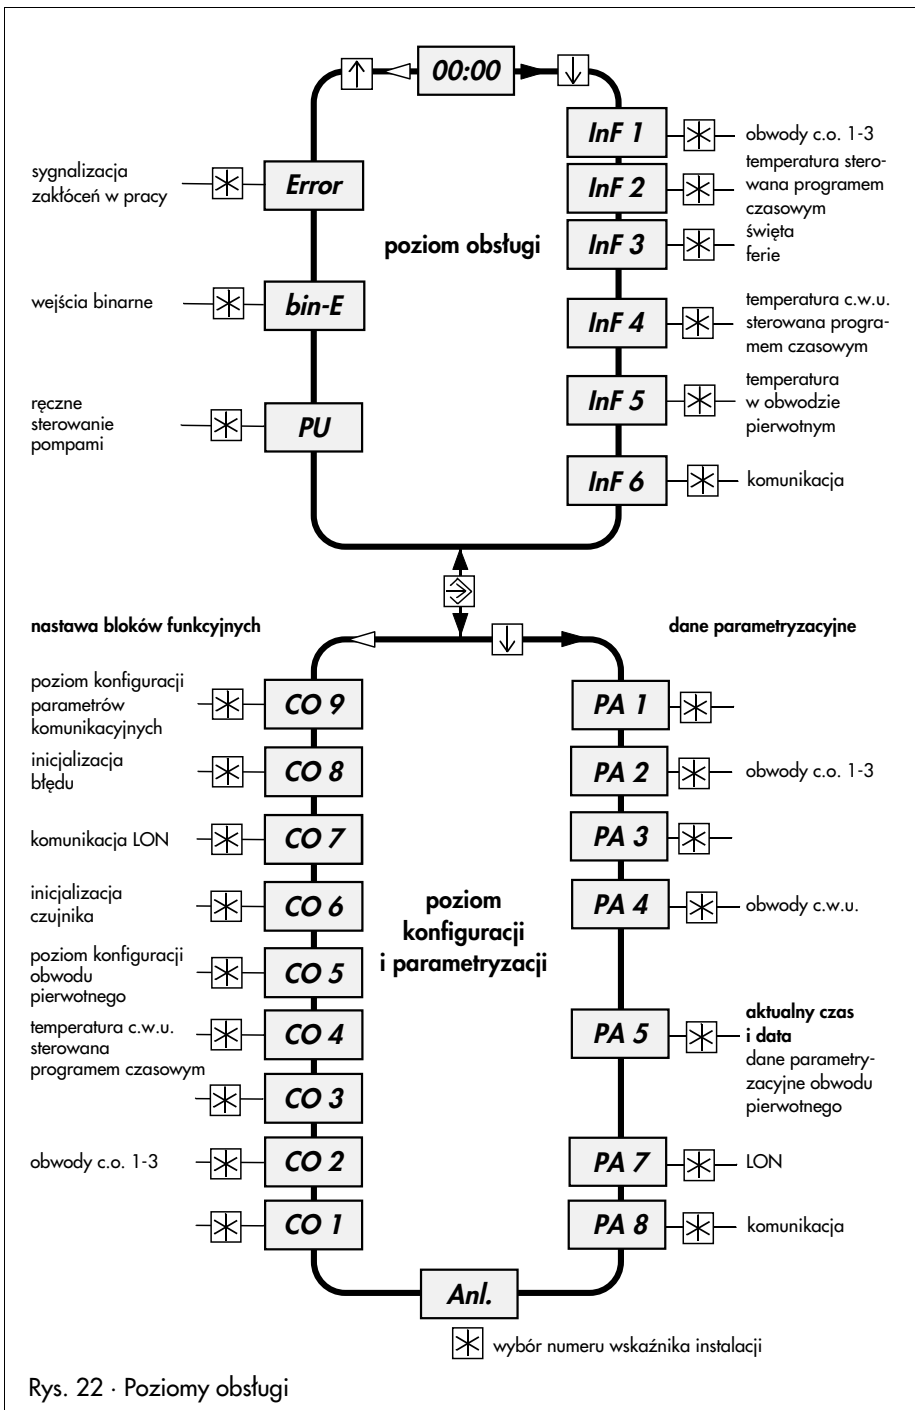 00:00
InF 1
obwody c.o. 1-3
sygnalizacja
zakłóceń w pracy
Error
InF 2
temperatura stero-
wana programem
czasowym
poziom obsługi
InF 3
święta
ferie
wejścia binarne
bin-E
InF 4
temperatura c.w.u.
sterowana progra-
mem czasowym
ręczne
sterowanie
pompami
PU
InF 5
temperatura
w obwodzie
pierwotnym
InF 6
komunikacja
nastawa bloków funkcyjnych
dane parametryzacyjne
poziom konfiguracji
parametrów
komunikacyjnych
CO 9
PA 1
inicjalizacja
błędu
CO 8
PA 2
obwody c.o. 1-3
komunikacja LON
CO 7
PA 3
inicjalizacja
czujnika
CO 6
poziom
konfiguracji
i parametryzacji
PA 4
obwody c.w.u.
poziom konfiguracji
obwodu
pierwotnego
CO 5
temperatura c.w.u.
sterowana
programem czasowym
CO 4
PA 5
aktualny czas
i data
dane parametry-
zacyjne obwodu
pierwotnego
CO 3
obwody c.o. 1-3
CO 2
PA 7
LON
CO 1
PA 8
komunikacja
Anl.
wybór numeru wskaźnika instalacji
Rys. 22 · Poziomy obsługi